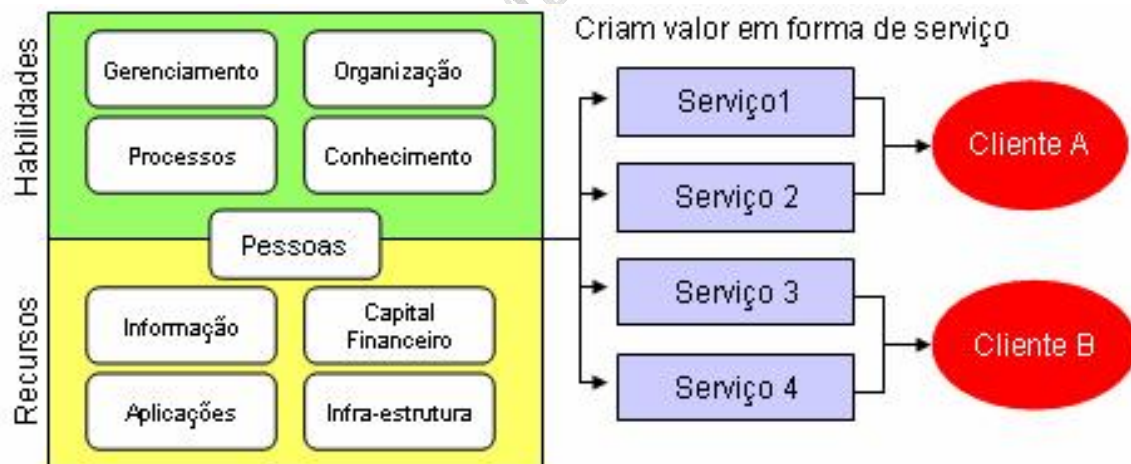 Criam valor em forma de serviço
Habilidades
Gerenciamento
Organização
Processos
Conhecimento
Pessoas
Recursos
Informação
Capital
Financeiro
Aplicações
Infra-estrutura
Serviço1
Serviço 2
Serviço 3
Serviço 4
Cliente A
Cliente B